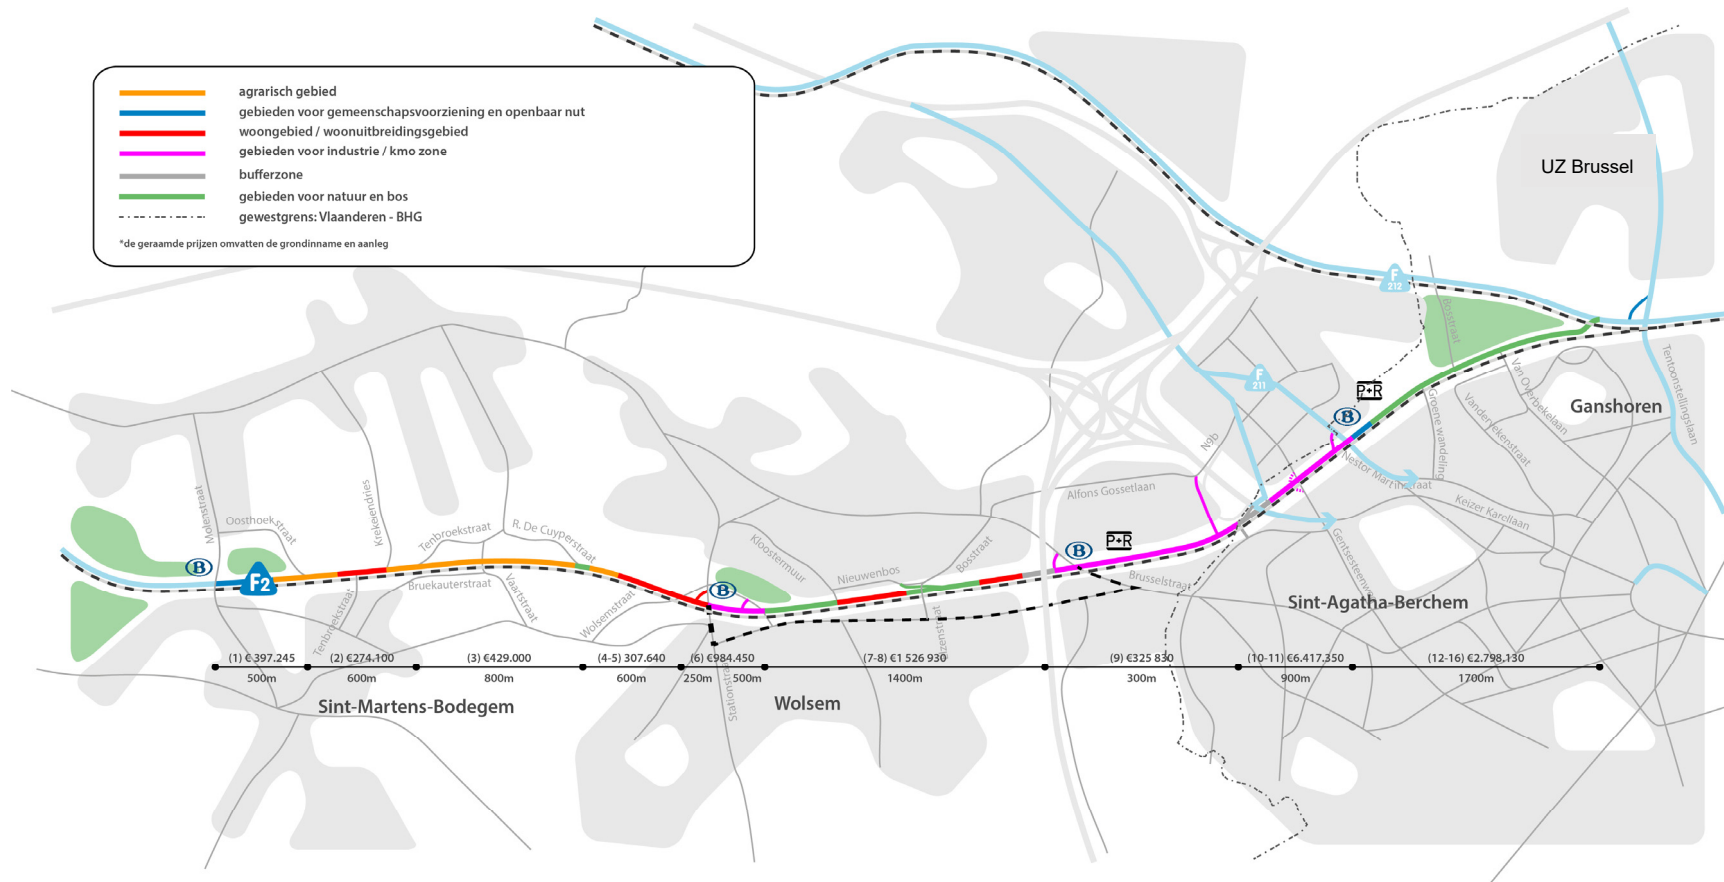 agrarisch gebied
gebieden voor gemeenschapsvoorziening en openbaar nut
woongebied / woonuitbreidingsgebied
gebieden voor industrie / kmo zone
bufferzone
gebieden voor natuur en bos
gewestgrens: Vlaanderen - BHG
*de geraamde prijzen omvatten de grondinname en aanleg
UZ Brussel
F
212
Bosstraat
Tentoonstellingslaan
F
211
P+R
B
Van Overbekelaan
Ganshoren
Groene wandeling
Vandervekenstraat
N9b
Nestor Martinstraat
Keizer Karellaan
Alfons Gossetlaan
Molenstraat
Oosthoekstraat
Krekelendries
Tenbroekstraat
R. De Cuyperstraat
Kloostermuur
Nieuwenbos
Bosstraat
B
P+R
Gentsesteenweg
B
F2
Bruekauterstraat
Vaartstraat
Wolsemstraat
B
Brusselstraat
Sint-Agatha-Berchem
Tenbroekstraat
(1) € 397.245
(2) €274.100
(3) €429.000
(4-5) 307.640
(6) €984.450
(7-8) €1 526 930
(9) €325 830
(10-11) €6.417.350
(12-16) €2.798.130
500m
600m
800m
600m
250m
500m
1400m
300m
900m
1700m
Stationstraat
Sint-Martens-Bodegem
Wolsem